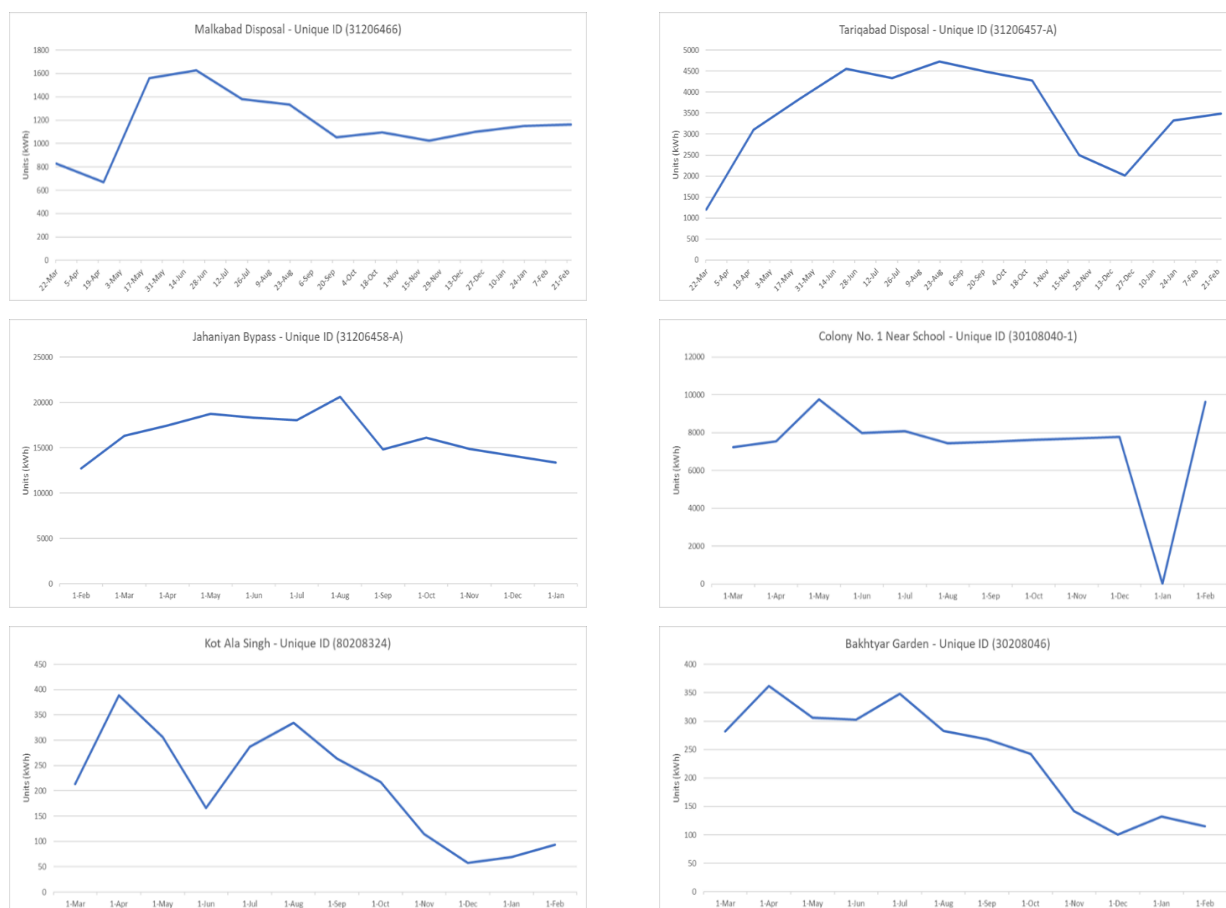 Malkabad Disposal - Unique ID (31206466)
1800
1600
1400
1200
1000
800
600
400
200
0
Units (kWh)
22-Mar 5-Apr 19-Apr 3-May 17-May 31-May 14-Jun 28-Jun 12-Jul 26-Jul 9-Aug 23-Aug 6-Sep 20-Sep 4-Oct 18-Oct 1-Nov 15-Nov 29-Nov 13-Dec 27-Dec 10-Jan 24-Jan 7-Feb 21-Feb
Tariqabad Disposal - Unique ID (31206457-A)
5000
4500
4000
3500
3000
2500
2000
1500
1000
500
0
Units (kWh)
22-Mar 5-Apr 19-Apr 3-May 17-May 31-May 14-Jun 28-Jun 12-Jul 26-Jul 9-Aug 23-Aug 6-Sep 20-Sep 4-Oct 18-Oct 1-Nov 15-Nov 29-Nov 13-Dec 27-Dec 10-Jan 24-Jan 7-Feb 21-Feb
Jahaniyan Bypass - Unique ID (31206458-A)
25000
20000
15000
10000
5000
0
Units (kWh)
1-Feb 1-Mar 1-Apr 1-May 1-Jun 1-Jul 1-Aug 1-Sep 1-Oct 1-Nov 1-Dec 1-Jan
Colony No. 1 Near School - Unique ID (30108040-1)
12000
10000
8000
6000
4000
2000
0
Units (kWh)
1-Mar 1-Apr 1-May 1-Jun 1-Jul 1-Aug 1-Sep 1-Oct 1-Nov 1-Dec 1-Jan 1-Feb
Kot Ala Singh - Unique ID (80208324)
450
400
350
300
250
200
150
100
50
0
Units (kWh)
1-Mar 1-Apr 1-May 1-Jun 1-Jul 1-Aug 1-Sep 1-Oct 1-Nov 1-Dec 1-Jan 1-Feb
Bakhtyar Garden - Unique ID (30208046)
400
350
300
250
200
150
100
50
0
Units (kWh)
1-Mar 1-Apr 1-May 1-Jun 1-Jul 1-Aug 1-Sep 1-Oct 1-Nov 1-Dec 1-Jan 1-Feb